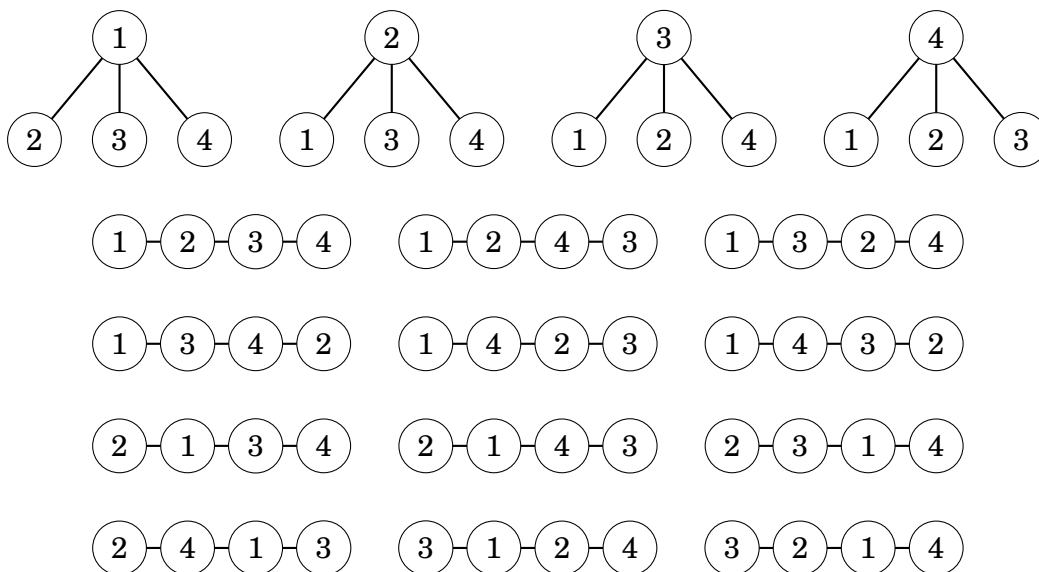 1 2 3 4
2 3 4 1 3 4 1 2 4 1 2 3
1 2 3 4 1 2 4 3 1 3 2 4
1 3 4 2 1 4 2 3 1 4 3 2
2 1 3 4 2 1 4 3 2 3 1 4
2 4 1 3 3 1 2 4 3 2 1 4